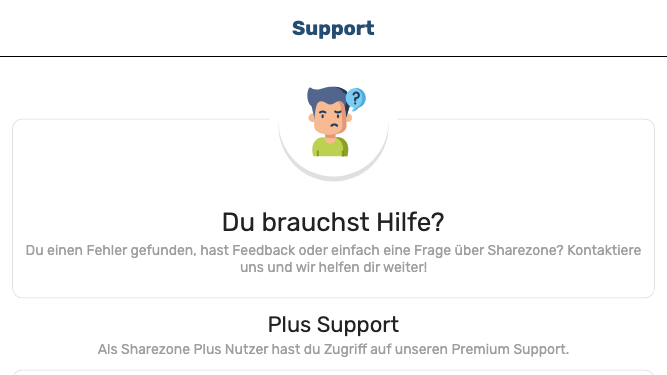 Support
?
Du brauchst Hilfe?
Du einen Fehler gefunden, hast Feedback oder einfach eine Frage über Sharezone? Kontaktiere
uns und wir helfen dir weiter!
Plus Support
Als Sharezone Plus Nutzer hast du Zugriff auf unseren Premium Support.